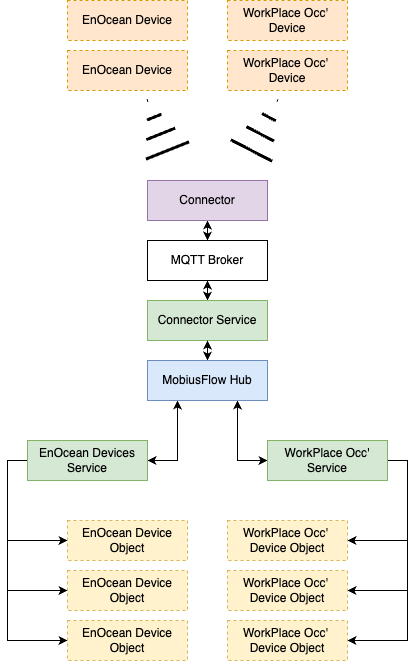 EnOcean Device
WorkPlace Occ'
Device
EnOcean Device
WorkPlace Occ'
Device
Connector
MQTT Broker
Connector Service
MobiusFlow Hub
EnOcean Devices
Service
WorkPlace Occ'
Service
EnOcean Device
Object
WorkPlace Occ'
Device Object
EnOcean Device
Object
WorkPlace Occ'
Device Object
EnOcean Device
Object
WorkPlace Occ'
Device Object